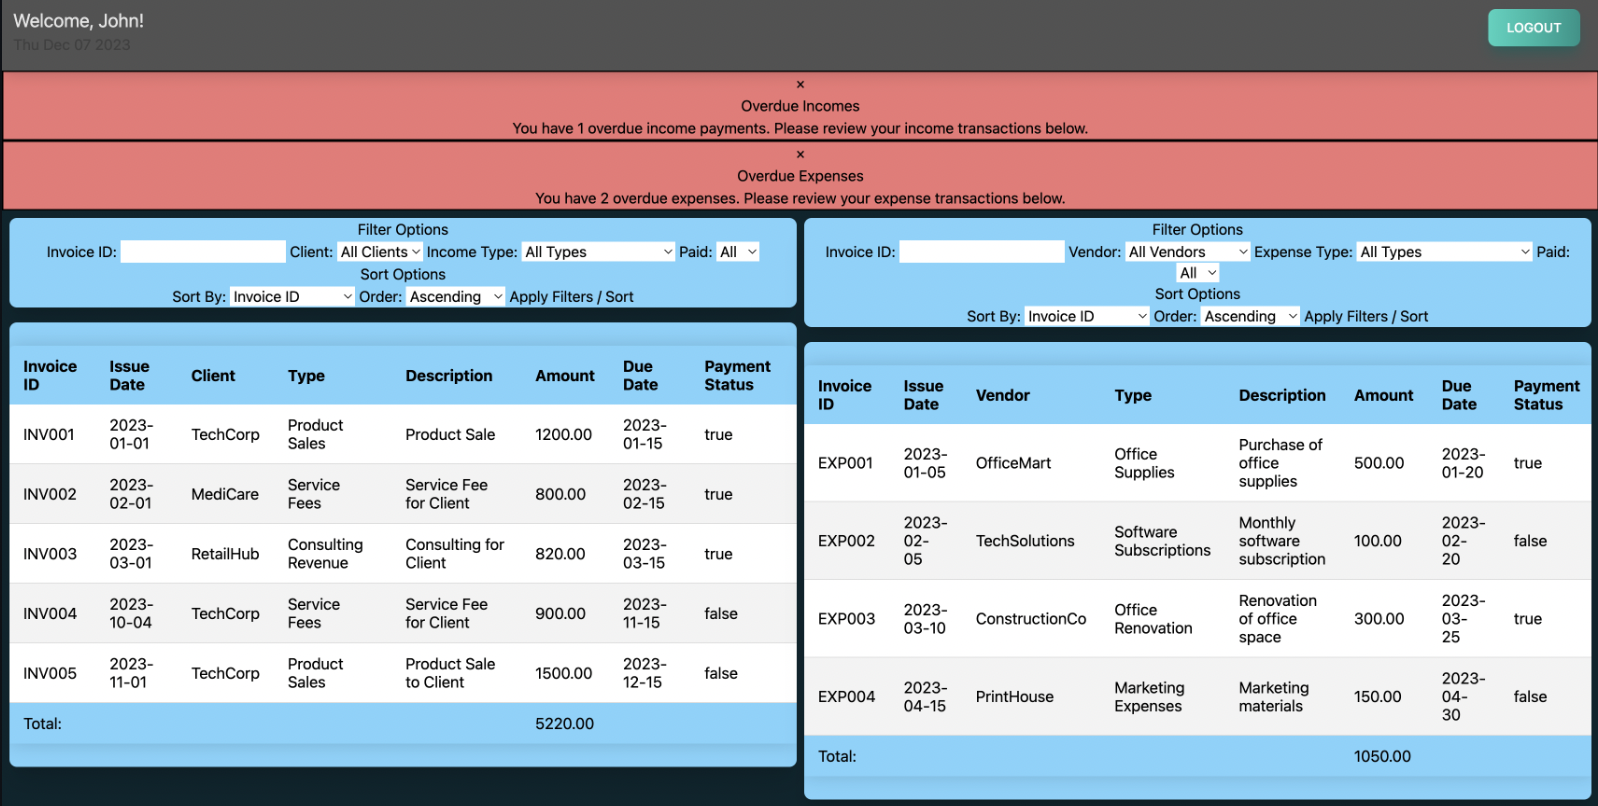 Welcome, John!
LOGOUT
Thu Dec 07 2023
×
Overdue Incomes
You have 1 overdue income payments. Please review your income transactions below.
×
Overdue Expenses
You have 2 overdue expenses. Please review your expense transactions below.
Filter Options
Invoice ID: Client: All Clients Income Type: All Types Paid: All
Sort Options
Sort By: Invoice ID Order: Ascending Apply Filters / Sort
Invoice ID Issue Date Client Type Description Amount Due Date Payment Status
INV001 2023-01-01 TechCorp Product Sales Product Sale 1200.00 2023-01-15 true
INV002 2023-02-01 MediCare Service Fees Service Fee for Client 800.00 2023-02-15 true
INV003 2023-03-01 RetailHub Consulting Revenue Consulting for Client 820.00 2023-03-15 true
INV004 2023-10-04 TechCorp Service Fees Service Fee for Client 900.00 2023-11-15 false
INV005 2023-11-01 TechCorp Product Sales Product Sale to Client 1500.00 2023-12-15 false
Total: 5220.00
Filter Options
Invoice ID: Vendor: All Vendors Expense Type: All Types Paid:
All
Sort Options
Sort By: Invoice ID Order: Ascending Apply Filters / Sort
Invoice ID Issue Date Vendor Type Description Amount Due Date Payment Status
EXP001 2023-01-05 OfficeMart Office Supplies Purchase of office supplies 500.00 2023-01-20 true
EXP002 2023-02-05 TechSolutions Software Subscriptions Monthly software subscription 100.00 2023-02-20 false
EXP003 2023-03-10 ConstructionCo Office Renovation Renovation of office space 300.00 2023-03-25 true
EXP004 2023-04-15 PrintHouse Marketing Expenses Marketing materials 150.00 2023-04-30 false
Total: 1050.00